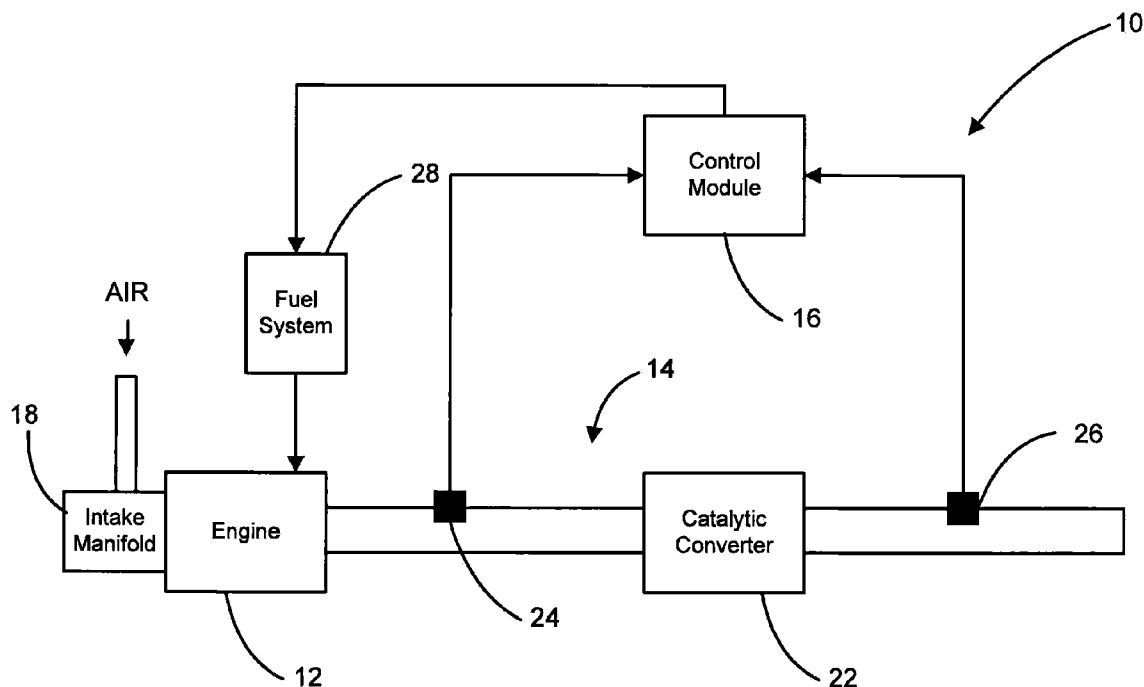 10
Control
Module
28
Fuel
System
AIR
16
14
18
26
Intake
Manifold
Engine
Catalytic
Converter
24
12
22